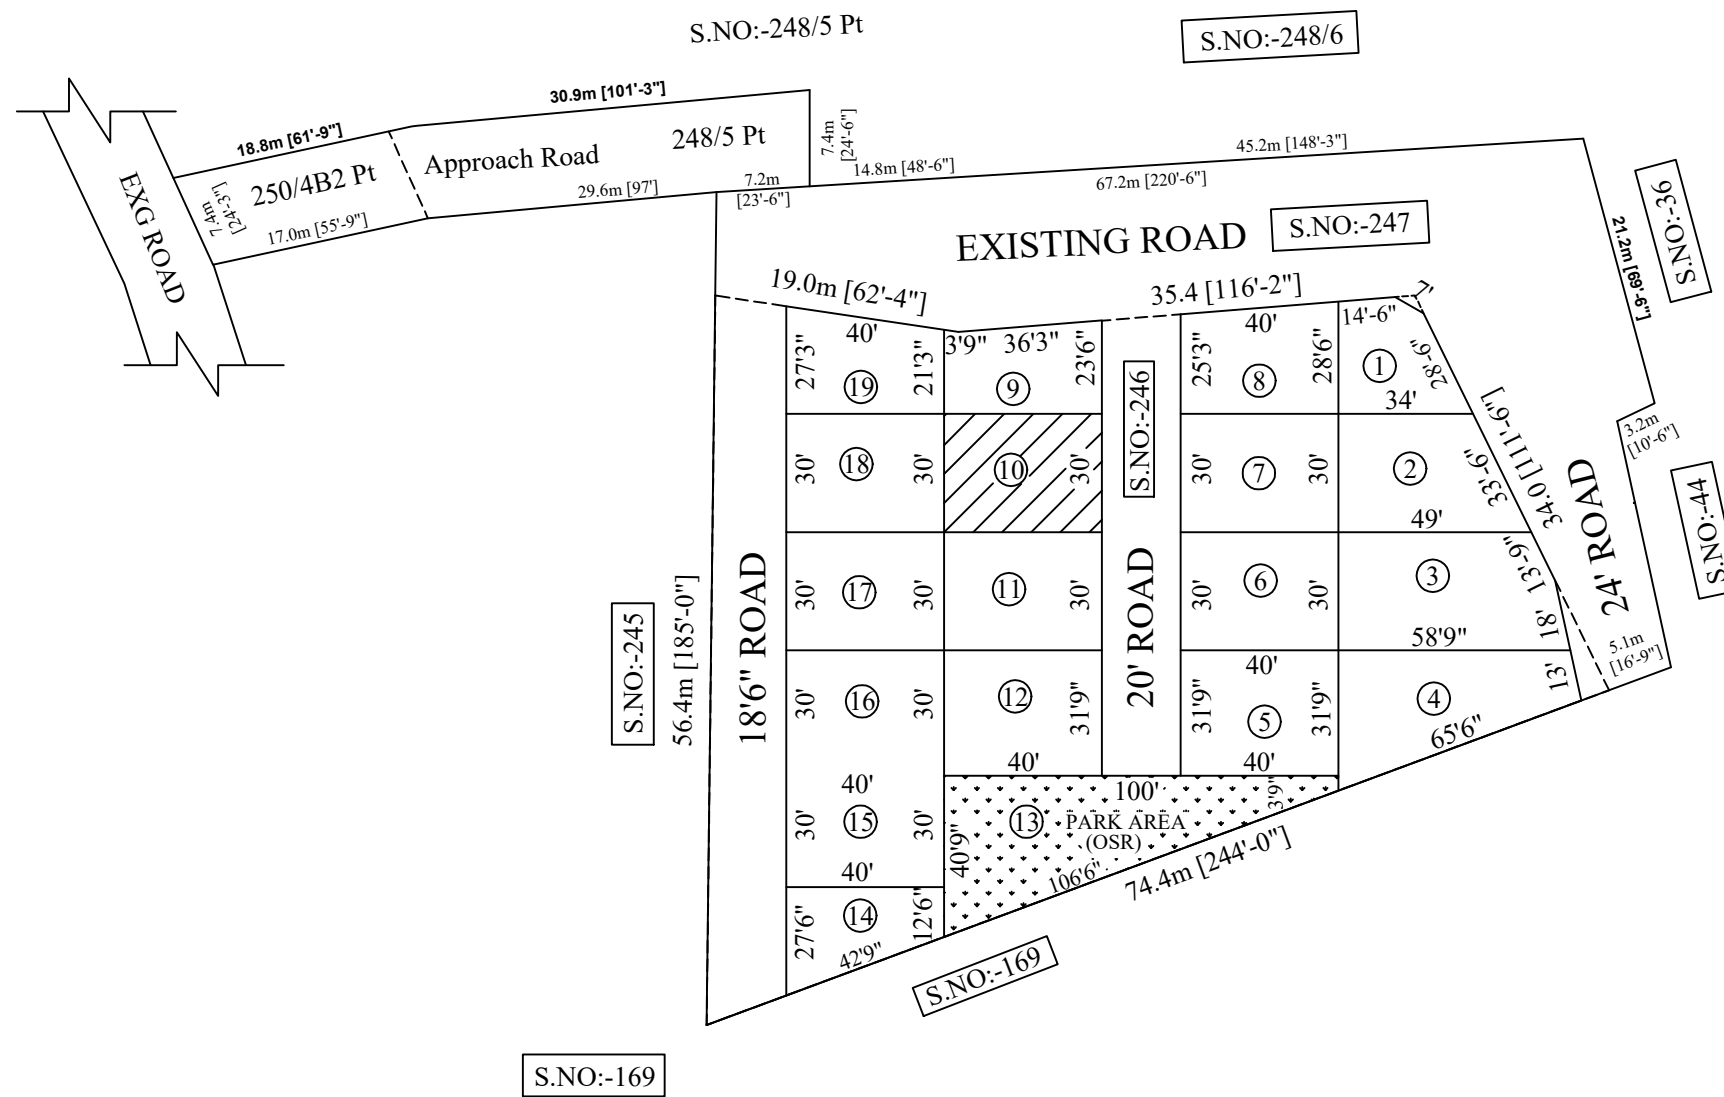 S.NO:-248/5 Pt
S.NO:-248/6
30.9m [101'-3"]
18.8m [61'-9"]
Approach Road
248/5 Pt
250/4B2 Pt
7.4m
[24'-3"]
17.0m [55'-9"]
29.6m [97']
7.2m
[23'-6"]
7.4m
[24'-6"]
14.8m [48'-6"]
45.2m [148'-3"]
67.2m [220'-6"]
EXG ROAD
EXISTING ROAD
S.NO:-247
S.NO:-36
21.2m [69'-6"]
19.0m [62'-4"]
35.4 [116'-2"]
7'
40'
27'3"
21'3"
19
3'9"
36'3"
23'6"
9
40'
25'3"
28'6"
8
14'-6"
1
28'-6"
34'
S.NO:-246
3.2m
[10'-6"]
30'
18
30'
10
30'
30'
7
30'
2
33'-6"
49'
34.0 [111'-6"]
24' ROAD
S.NO:-44
30'
17
30'
11
30'
30'
6
30'
3
13'-9"
18'
58'9"
5.1m
[16'-9"]
S.NO:-245
56.4m [185'-0"]
18'6" ROAD
20' ROAD
30'
16
30'
12
31'9"
40'
40'
31'9"
5
31'9"
40'
4
13'
65'6"
40'
30'
15
30'
40'
40'9"
100'
13
PARK AREA
(OSR)
3'9"
106'6"
74.4m [244'-0"]
27'6"
14
12'6"
42'9"
S.NO:-169
S.NO:-169